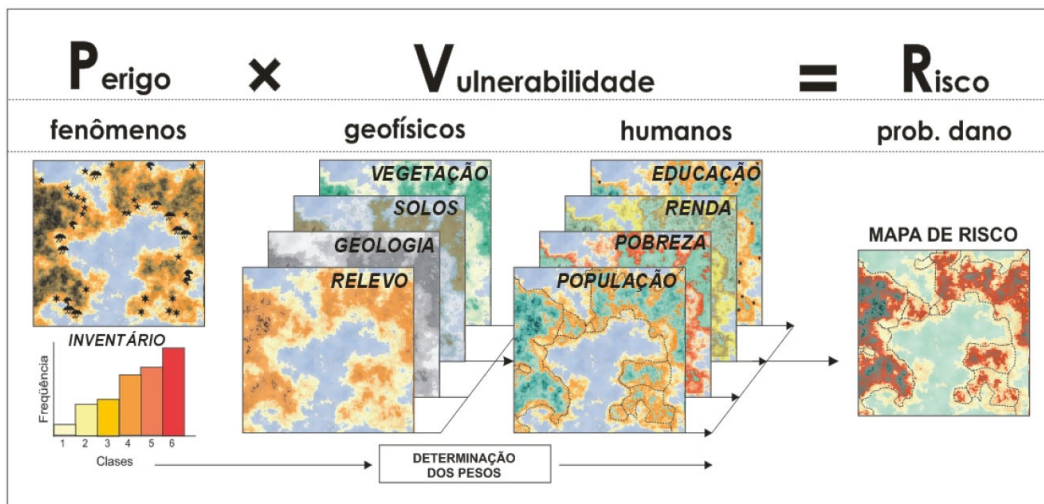 Perigo × Vulnerabilidade = Risco
fenômenos geofísicos humanos prob. dano
VEGETAÇÃO
SOLOS
GEOLOGIA
RELEVO
EDUCAÇÃO
RENDA
POBREZA
POPULAÇÃO
MAPA DE RISCO
INVENTÁRIO
Freqüência
1 2 3 4 5 6
Clases
DETERMINAÇÃO
DOS PESOS